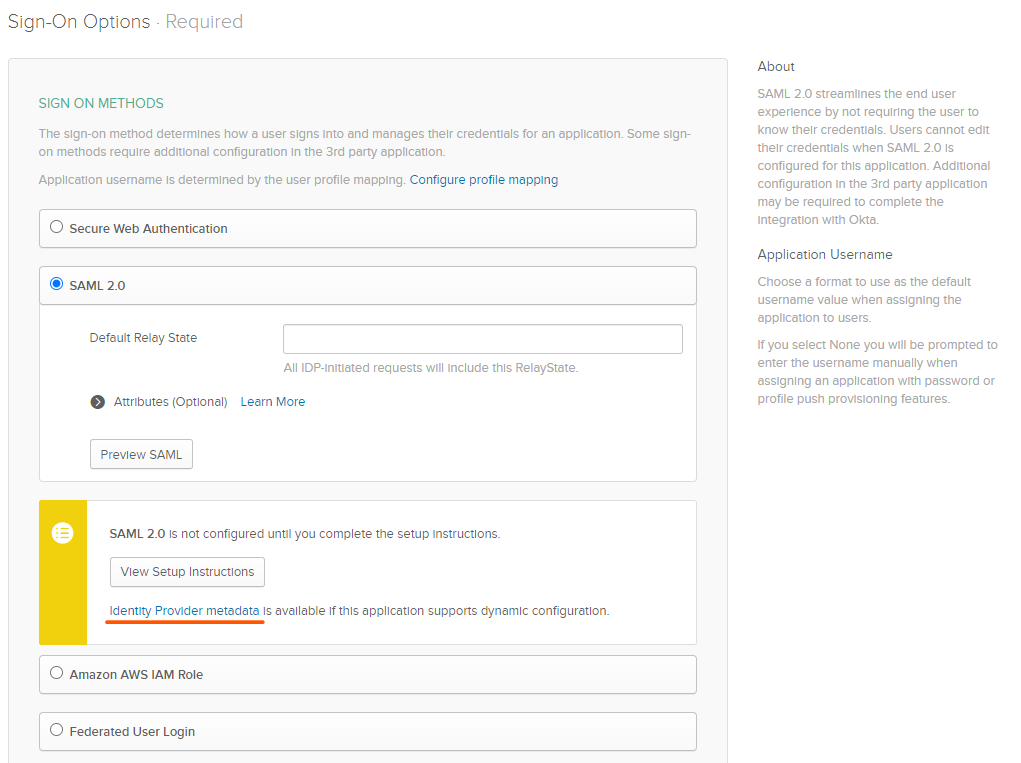 Sign-On Options · Required
SIGN ON METHODS
The sign-on method determines how a user signs into and manages their credentials for an application. Some sign-
on methods require additional configuration in the 3rd party application.
Application username is determined by the user profile mapping. Configure profile mapping
Secure Web Authentication
SAML 2.0
Default Relay State
All IDP-initiated requests will include this RelayState.
Attributes (Optional) Learn More
Preview SAML
SAML 2.0 is not configured until you complete the setup instructions.
View Setup Instructions
Identity Provider metadata is available if this application supports dynamic configuration.
Amazon AWS IAM Role
Federated User Login
About
SAML 2.0 streamlines the end user
experience by not requiring the user to
know their credentials. Users cannot edit
their credentials when SAML 2.0 is
configured for this application. Additional
configuration in the 3rd party application
may be required to complete the
integration with Okta.
Application Username
Choose a format to use as the default
username value when assigning the
application to users.
If you select None you will be prompted to
enter the username manually when
assigning an application with password or
profile push provisioning features.